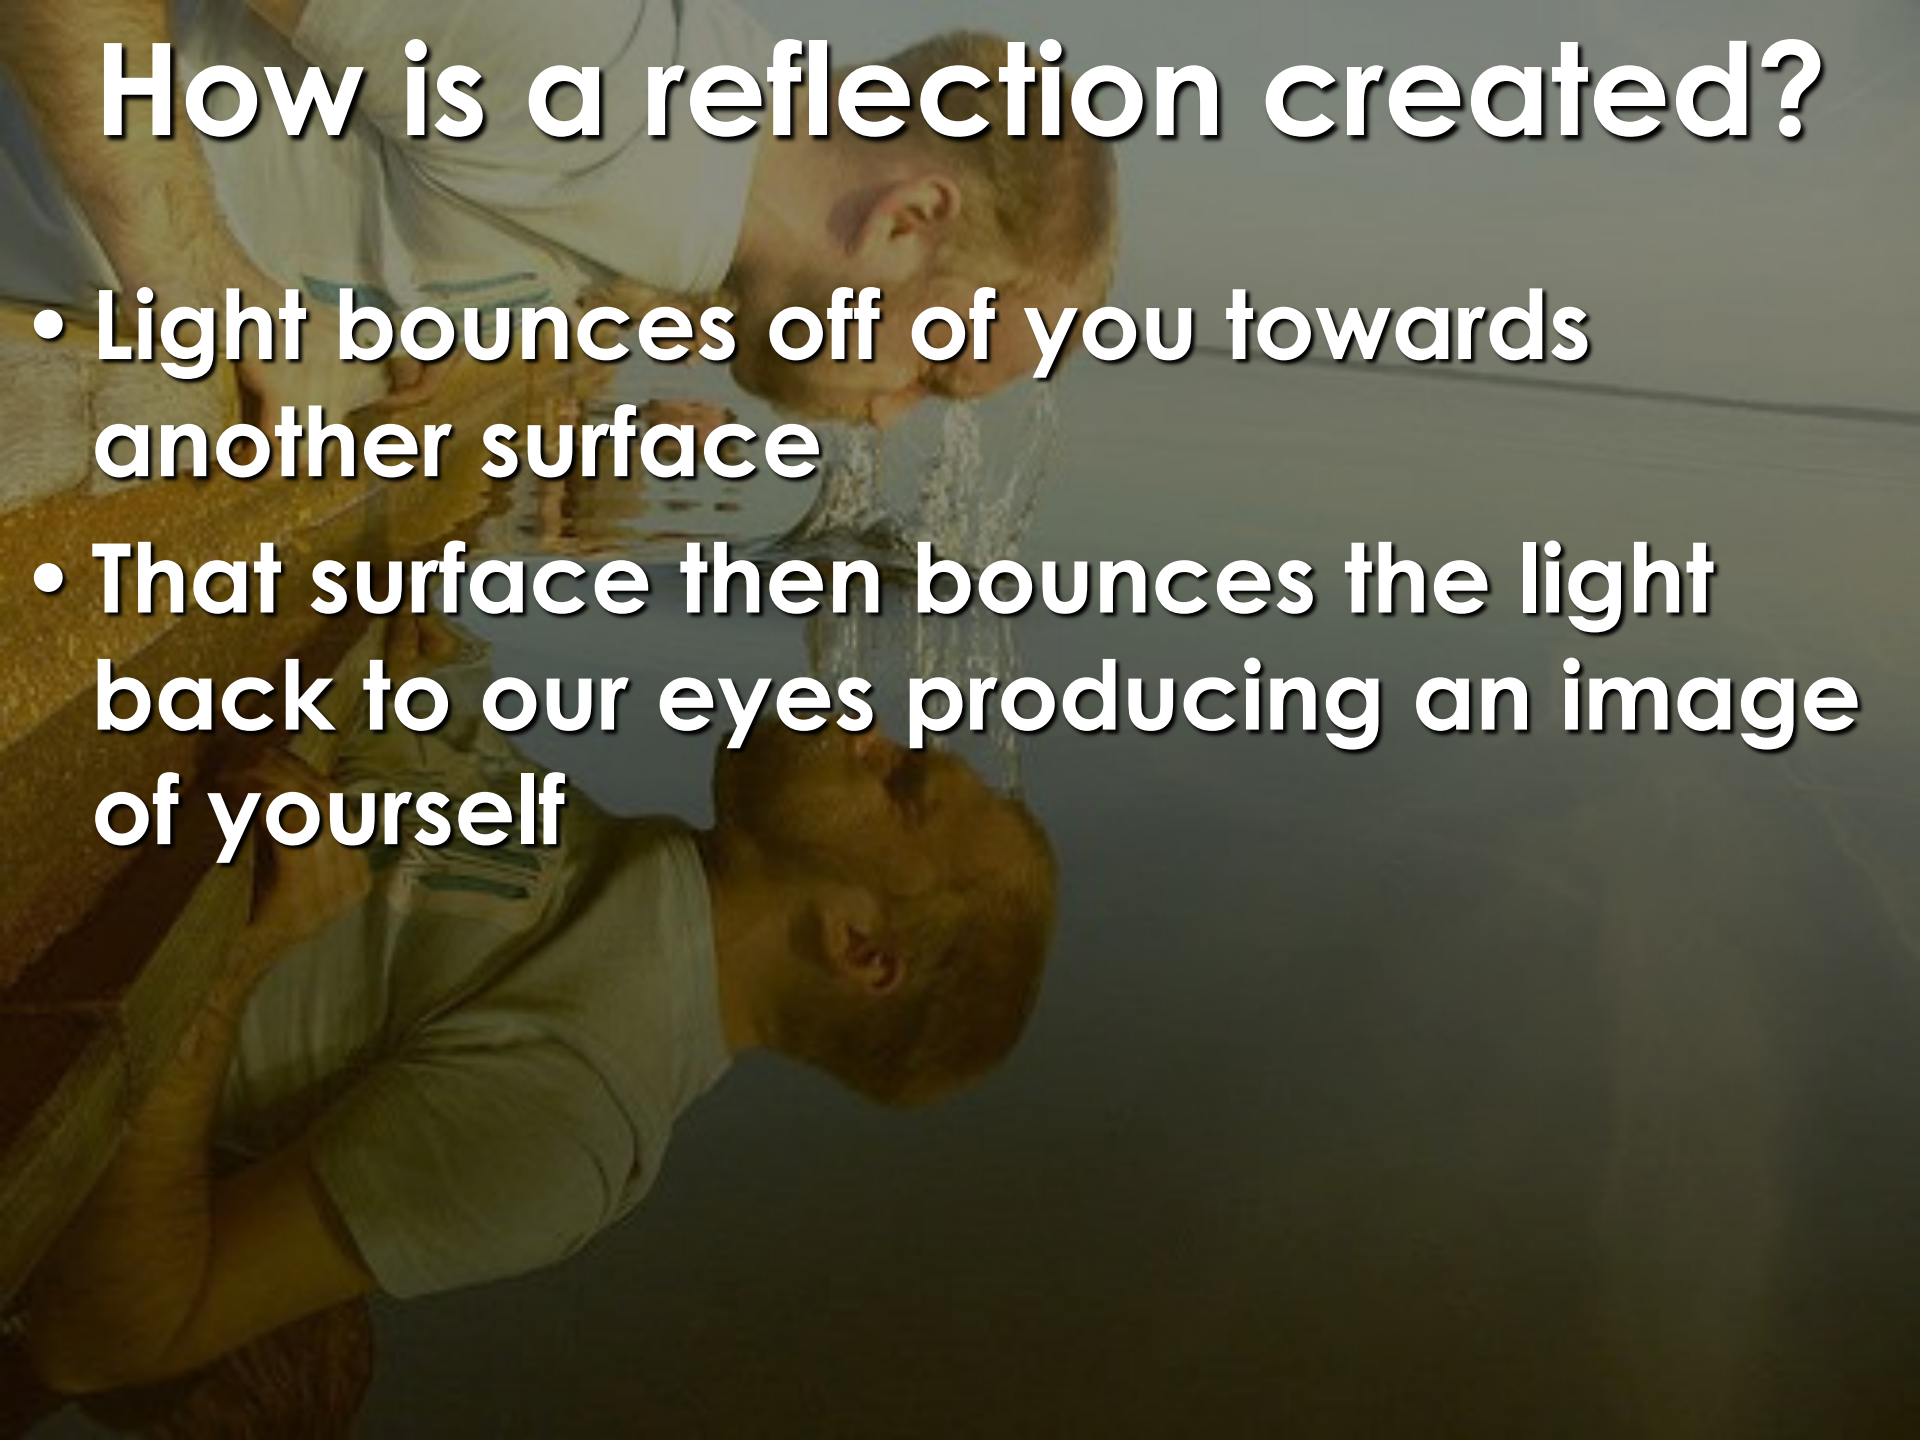 How is a reflection created?
• Light bounces off of you towards
another surface
• That surface then bounces the light
back to our eyes producing an image
of yourself